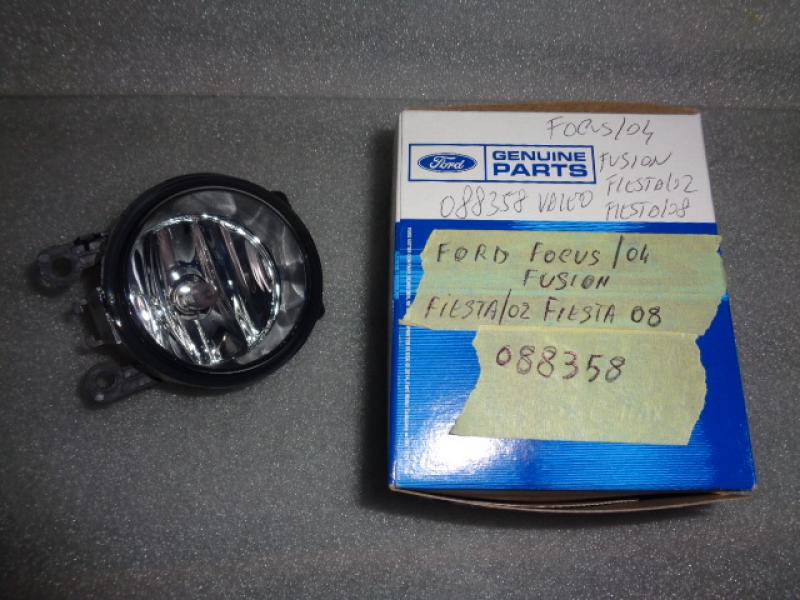 FOCUS/04
Ford
GENUINE
PARTS
FUSION
FIESTA/02
FIESTA/08
088358 VALEO
FORD FOCUS/04
FUSION
FIESTA/02 FIESTA 08
088358